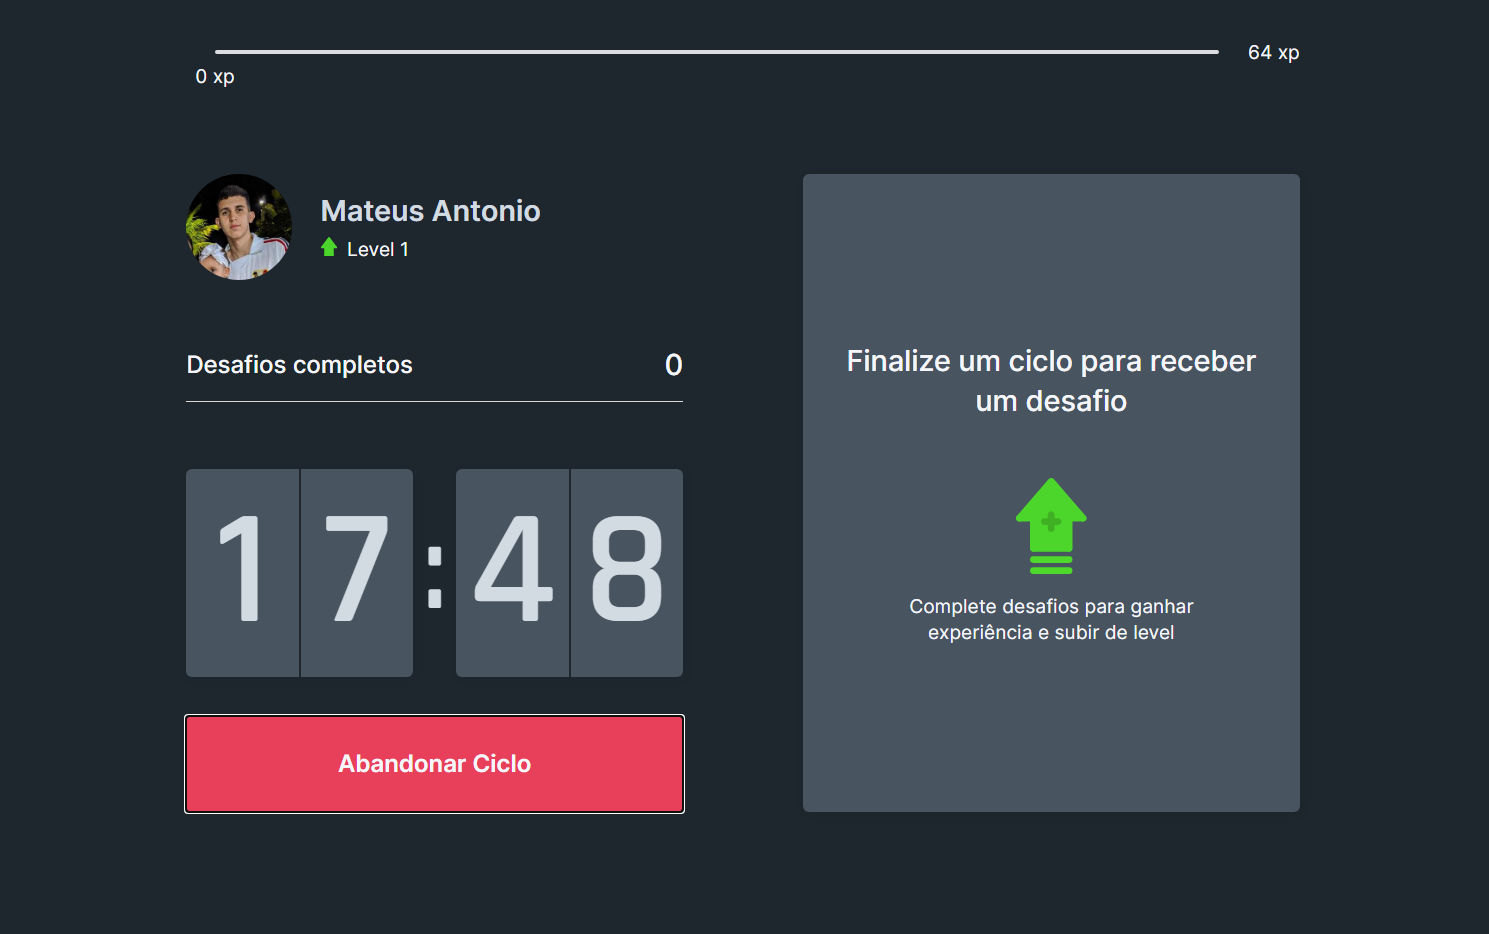 64 xp
0 xp
Mateus Antonio
Level 1
Desafios completos 0
17:48
Abandonar Ciclo
Finalize um ciclo para receber
um desafio
Complete desafios para ganhar
experiência e subir de level